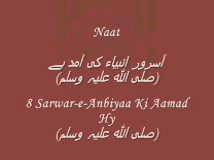 Naat
8سرور انبیاء کی آمد ہے
(صلی اللہ علیہ وسلم)
8 Sarwar-e-Anbiyaa Ki Aamad
Hy
(صلی اللہ علیہ وسلم)